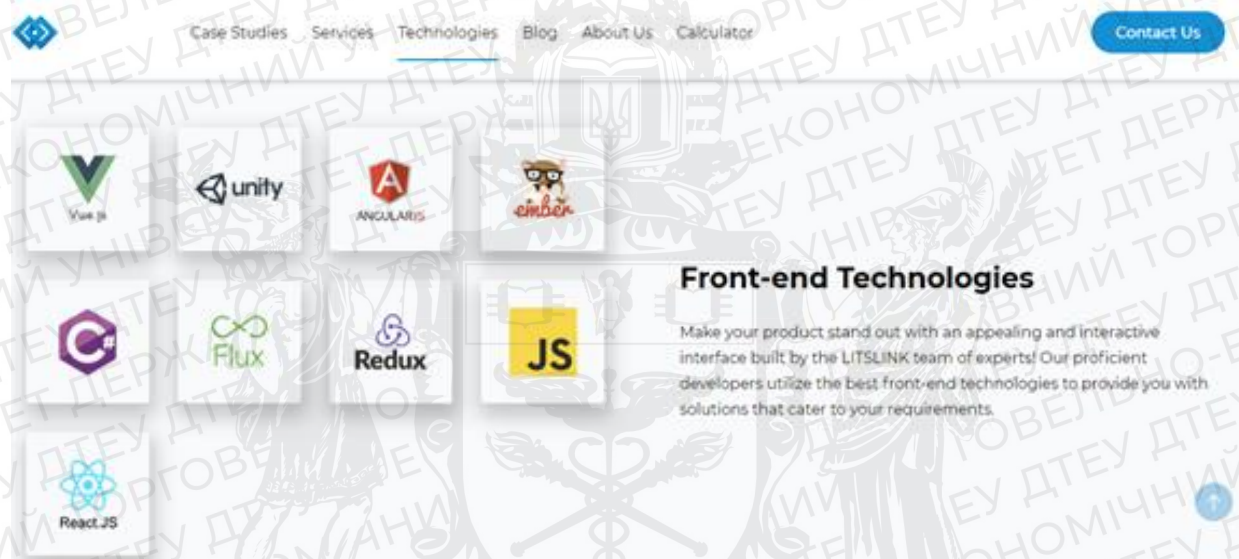 Case Studies Services Technologies Blog About Us Calculator Contact Us
Vue.js
unity
ANGULARJS
ember
C#
Flux
Redux
JS
React.JS
Front-end Technologies
Make your product stand out with an appealing and interactive
interface built by the LITSLINK team of experts! Our proficient
developers utilize the best front-end technologies to provide you with
solutions that cater to your requirements.